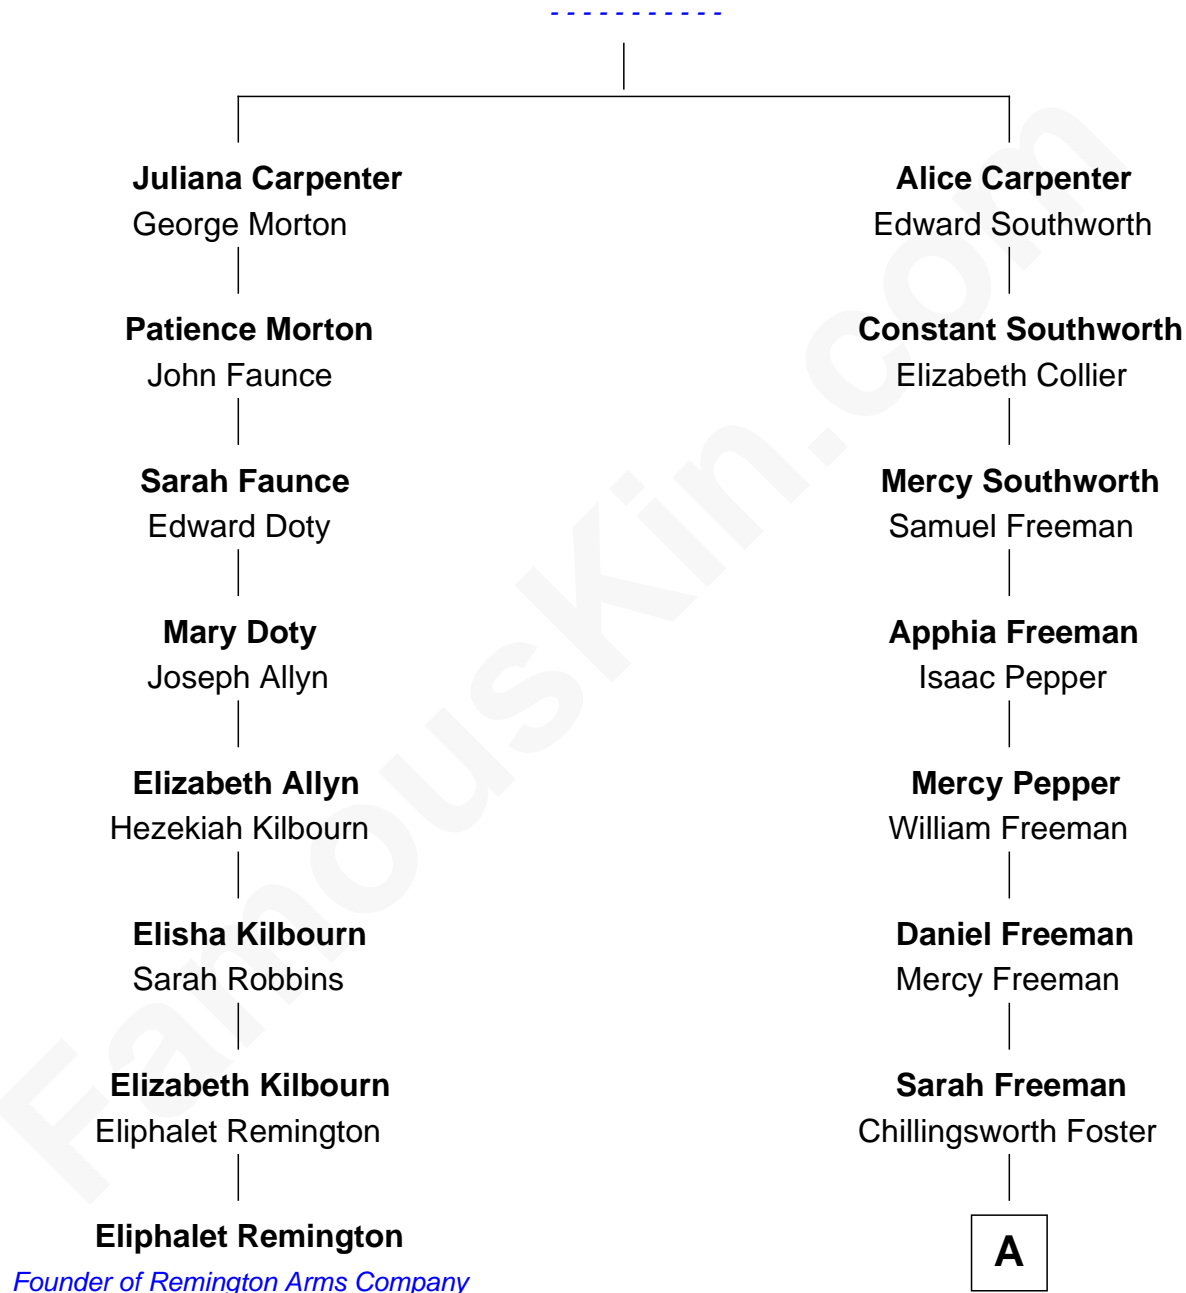 - - - - - - - - - - -
Juliana Carpenter
George Morton
Patience Morton
John Faunce
Sarah Faunce
Edward Doty
Mary Doty
Joseph Allyn
Elizabeth Allyn
Hezekiah Kilbourn
Elisha Kilbourn
Sarah Robbins
Elizabeth Kilbourn
Eliphalet Remington
Eliphalet Remington
Founder of Remington Arms Company
Alice Carpenter
Edward Southworth
Constant Southworth
Elizabeth Collier
Mercy Southworth
Samuel Freeman
Apphia Freeman
Isaac Pepper
Mercy Pepper
William Freeman
Daniel Freeman
Mercy Freeman
Sarah Freeman
Chillingsworth Foster
A
FamousKin.com